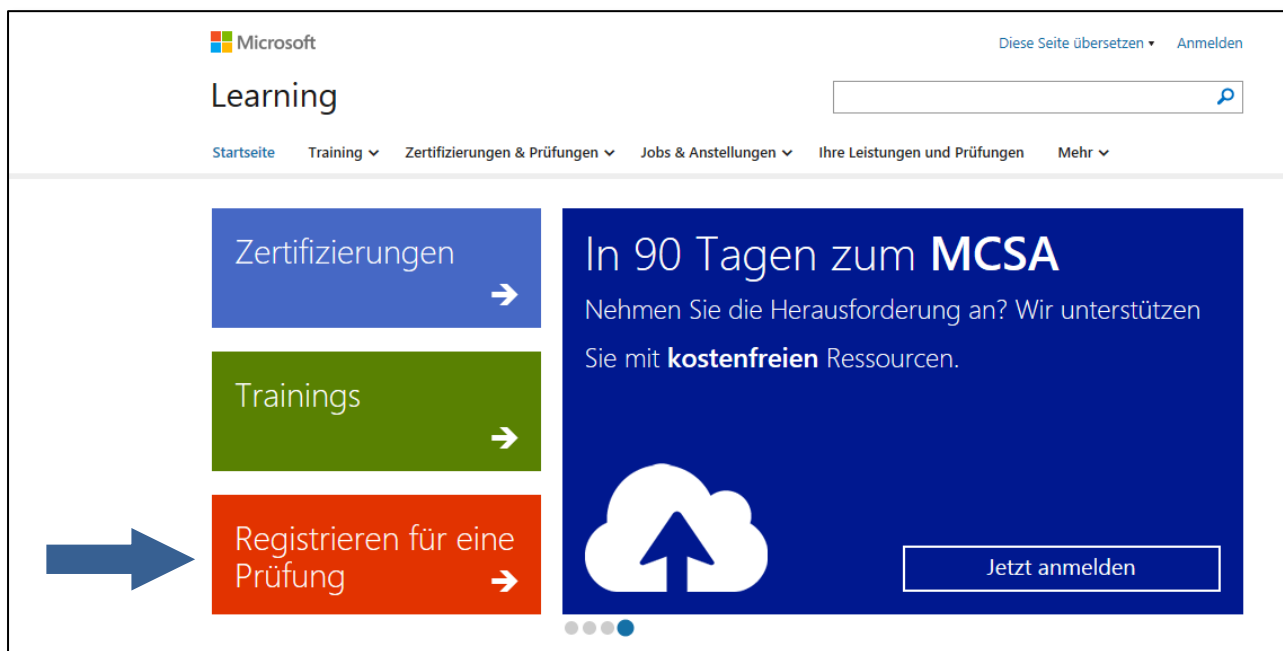 Microsoft
Diese Seite übersetzen
Anmelden
Learning
Startseite Training Zertifizierungen & Prüfungen Jobs & Anstellungen Ihre Leistungen und Prüfungen Mehr
Zertifizierungen
Trainings
Registrieren für eine
Prüfung
In 90 Tagen zum MCSA
Nehmen Sie die Herausforderung an? Wir unterstützen
Sie mit kostenfreien Ressourcen.
Jetzt anmelden